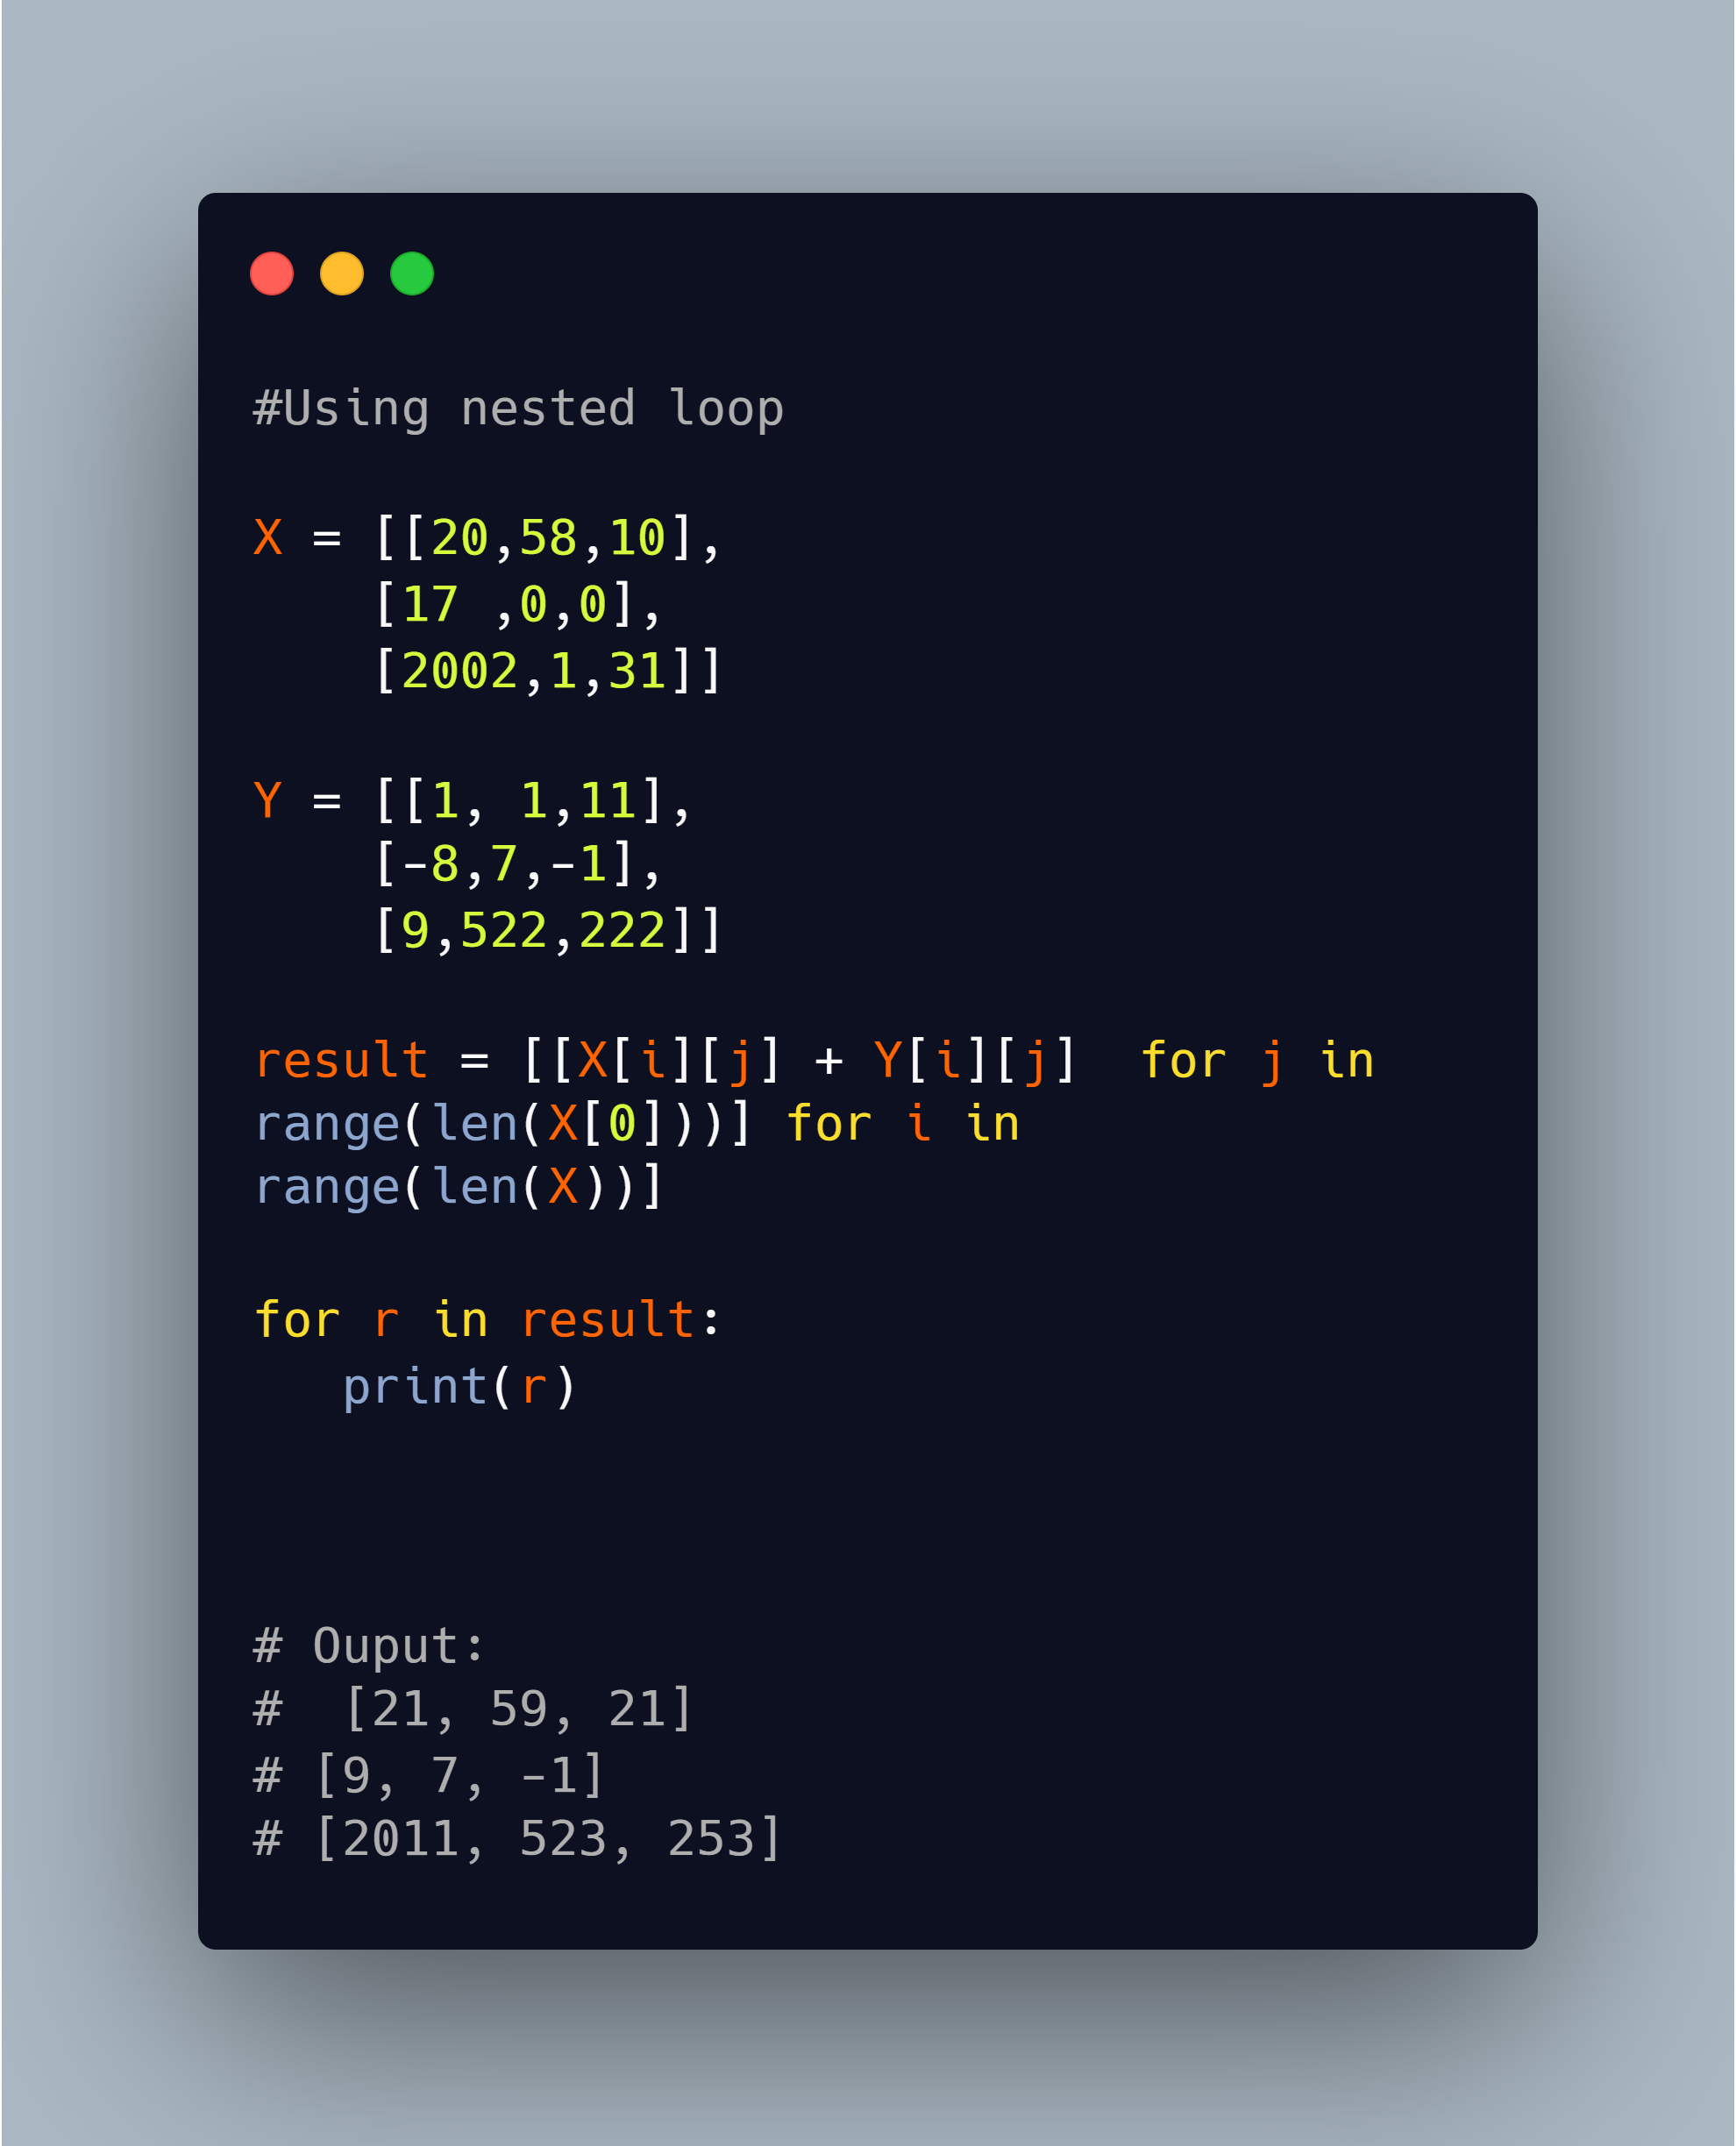 #Using nested loop
X = [[20,58,10],
    [17 ,0,0],
    [2002,1,31]]
Y = [[1, 1,11],
    [-8,7,-1],
    [9,522,222]]
result = [[X[i][j] + Y[i][j]  for j in
range(len(X[0]))] for i in
range(len(X))]
for r in result:
   print(r)
# Ouput:
#  [21, 59, 21]
# [9, 7, -1]
# [2011, 523, 253]